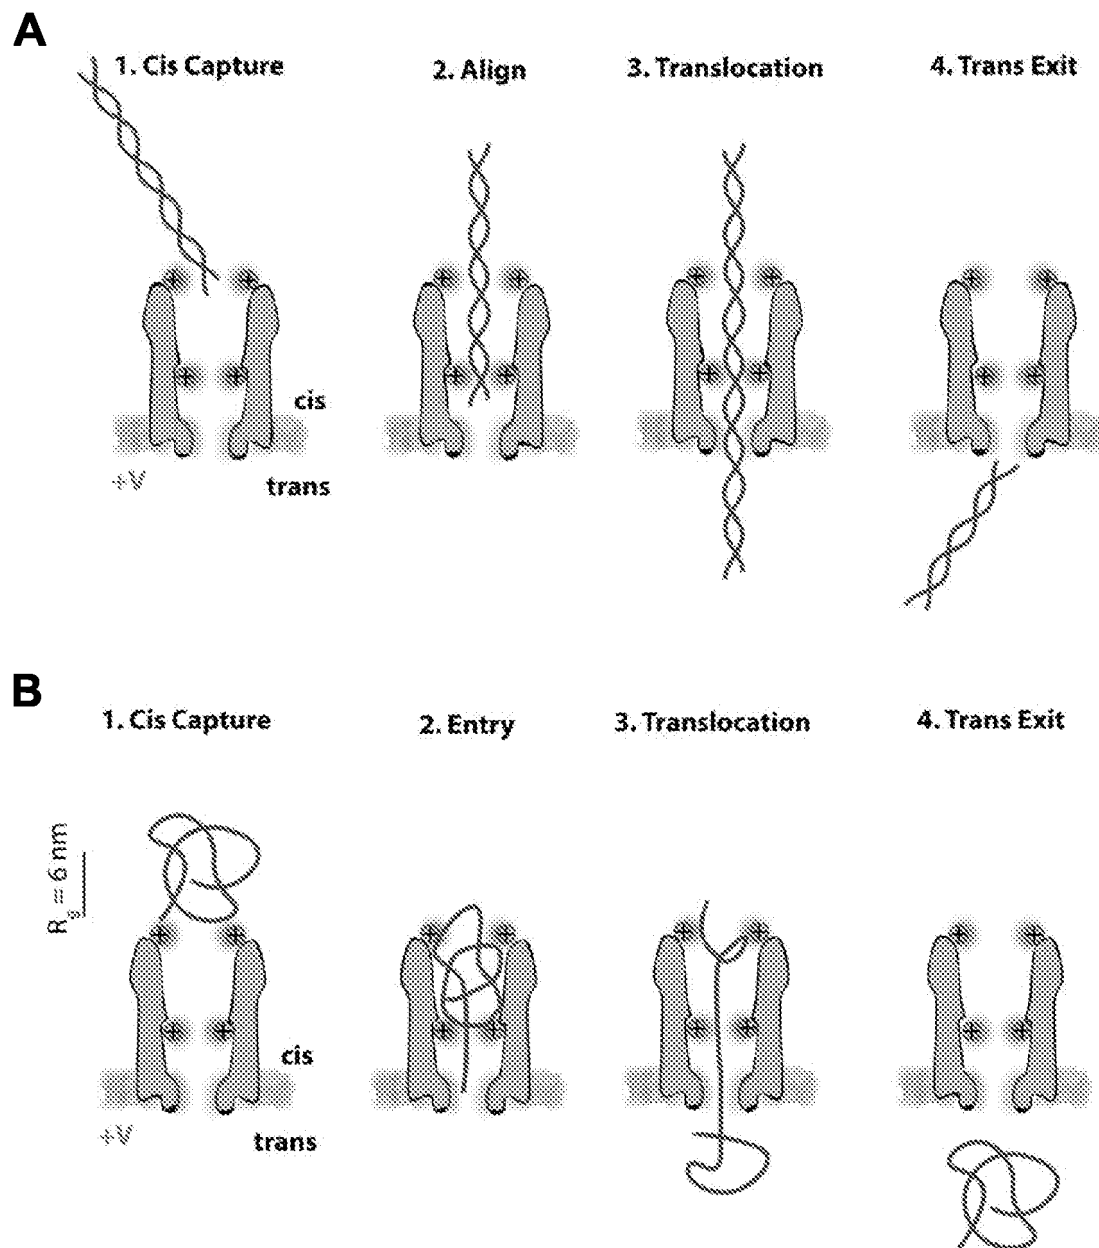 A
1. Cis Capture
2. Align
3. Translocation
4. Trans Exit
+ +
+ +
+ +
+ +
+ +
+ +
+ +
+ +
cis
+V
trans
B
1. Cis Capture
2. Entry
3. Translocation
4. Trans Exit
Rg = 6 nm
+ +
+ +
+ +
+ +
+ +
+ +
+ +
+ +
cis
+V
trans